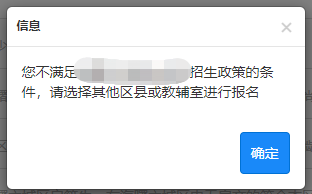 信息
×
您不满足招生政策的条
件，请选择其他区县或教辅室进行报名
确定